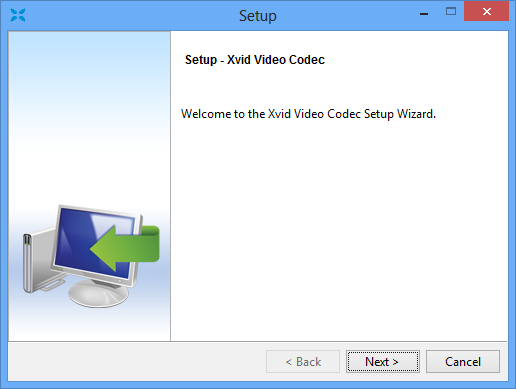 Setup
Setup - Xvid Video Codec
Welcome to the Xvid Video Codec Setup Wizard.
< Back
Next >
Cancel